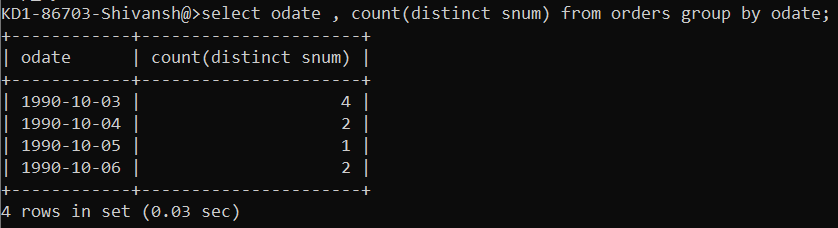 KD1-86703-Shivansh@>select odate , count(distinct snum) from orders group by odate;
+------------+----------------------+
| odate      | count(distinct snum) |
+------------+----------------------+
| 1990-10-03 |                    4 |
| 1990-10-04 |                    2 |
| 1990-10-05 |                    1 |
| 1990-10-06 |                    2 |
+------------+----------------------+
4 rows in set (0.03 sec)